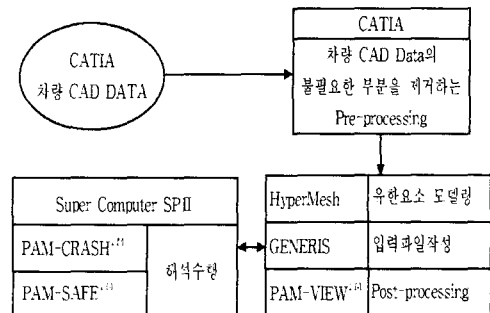 CATIA
차량 CAD DATA
CATIA
차량 CAD Data의
불필요한 부분을 제거하는
Pre-processing
Super Computer SPⅡ
PAM-CRASH
PAM-SAFE
해석수행
HyperMesh 유한요소 모델링
GENERIS 입력파일작성
PAM-VIEW Post-processing